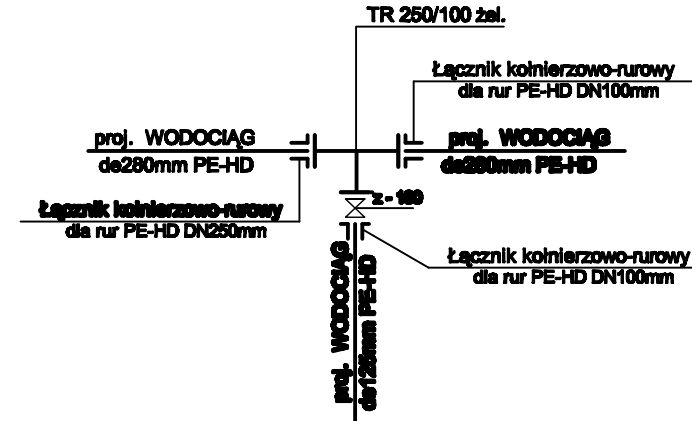 TR 250/100 żel.
Łącznik kołnierzowo-rurowy
dla rur PE-HD DN100mm
proj. WODOCIĄG
de280mm PE-HD
proj. WODOCIĄG
de280mm PE-HD
Łącznik kołnierzowo-rurowy
dla rur PE-HD DN250mm
z - 100
Łącznik kołnierzowo-rurowy
dla rur PE-HD DN100mm
proj. WODOCIĄG
de125mm PE-HD